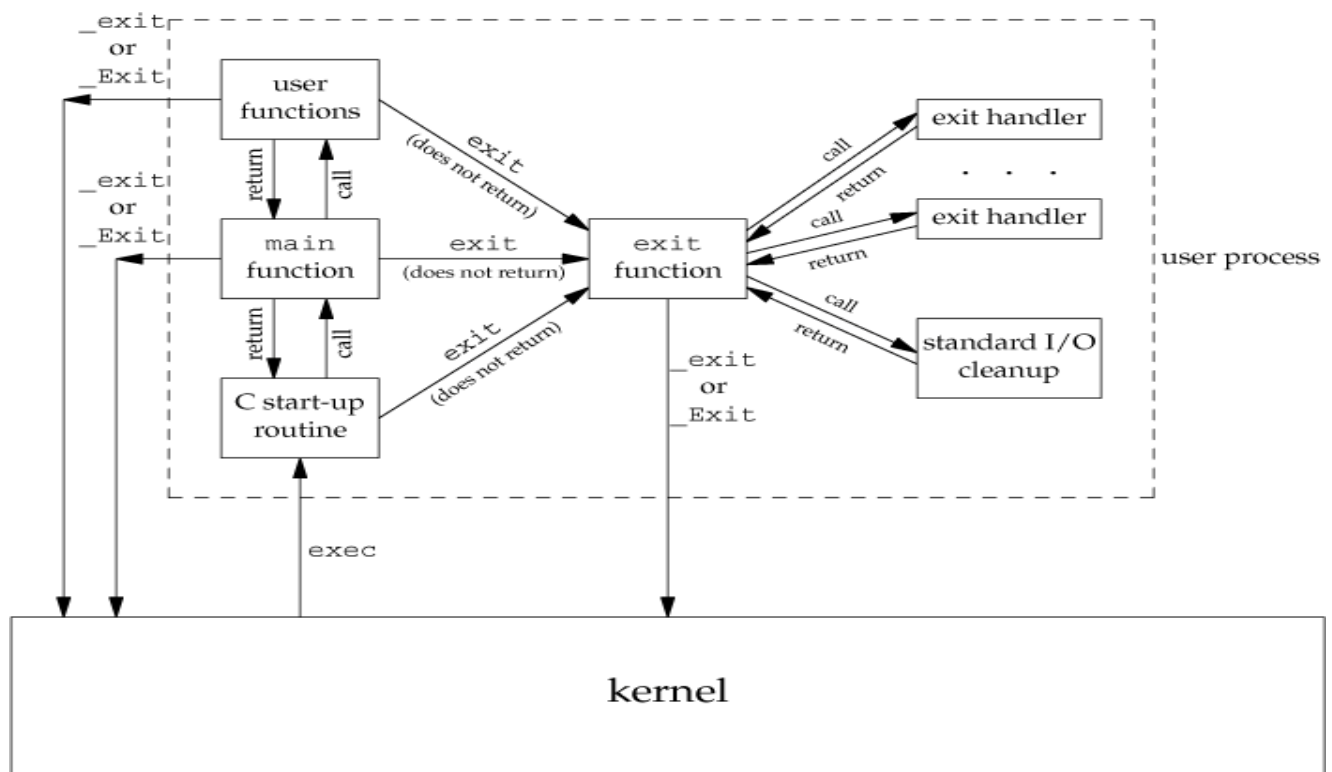 _exit
or
_Exit
user
functions
exit
(does not return)
call
return
exit handler
. . .
return
call
_exit
or
_Exit
main
function
exit
(does not return)
exit
function
call
return
exit handler
user process
return
call
exit
(does not return)
call
return
standard I/O
cleanup
C start-up
routine
_exit
or
_Exit
exec
kernel